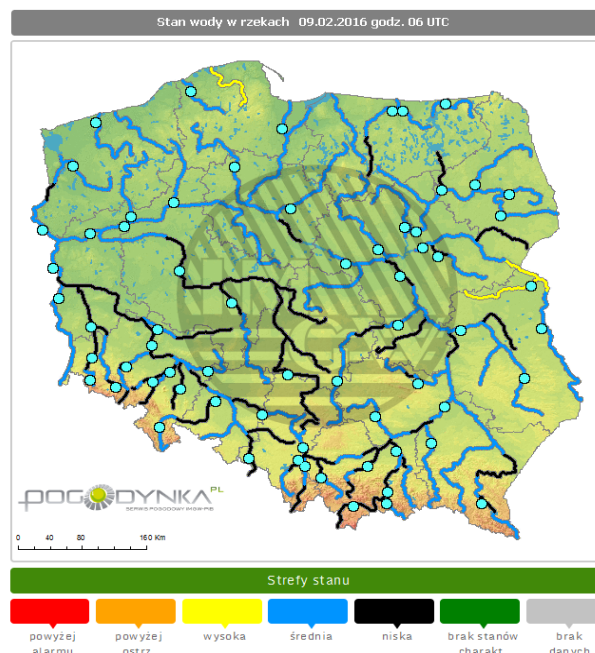 Stan wody w rzekach 09.02.2016 godz. 06 UTC
POGODYNKA.PL
SERWIS POGODOWY IMGW-PIB
0 40 80 160 Km
Strefy stanu
powyżej powyżej wysoka średnia niska brak stanów brak
alarmu ostrz. charakt. danych